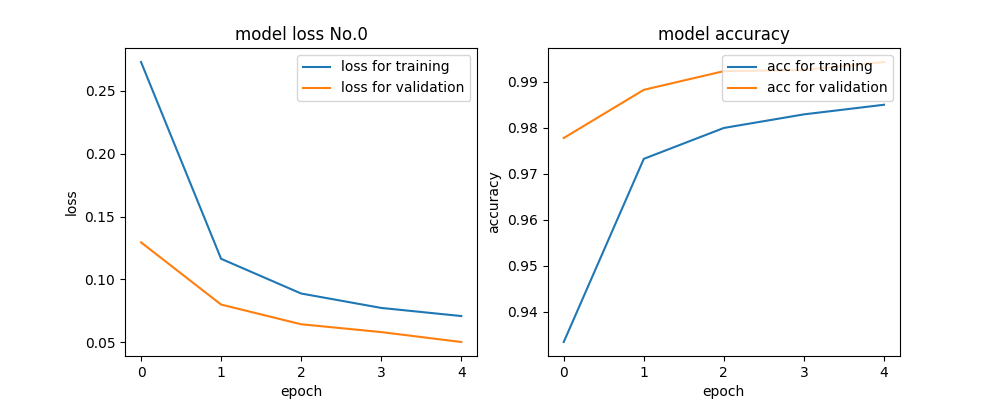 model loss No.0
loss for training
loss for validation
0.25
0.20
0.15
0.10
0.05
loss
0 1 2 3 4
epoch
model accuracy
acc for training
acc for validation
0.99
0.98
0.97
0.96
0.95
0.94
accuracy
0 1 2 3 4
epoch